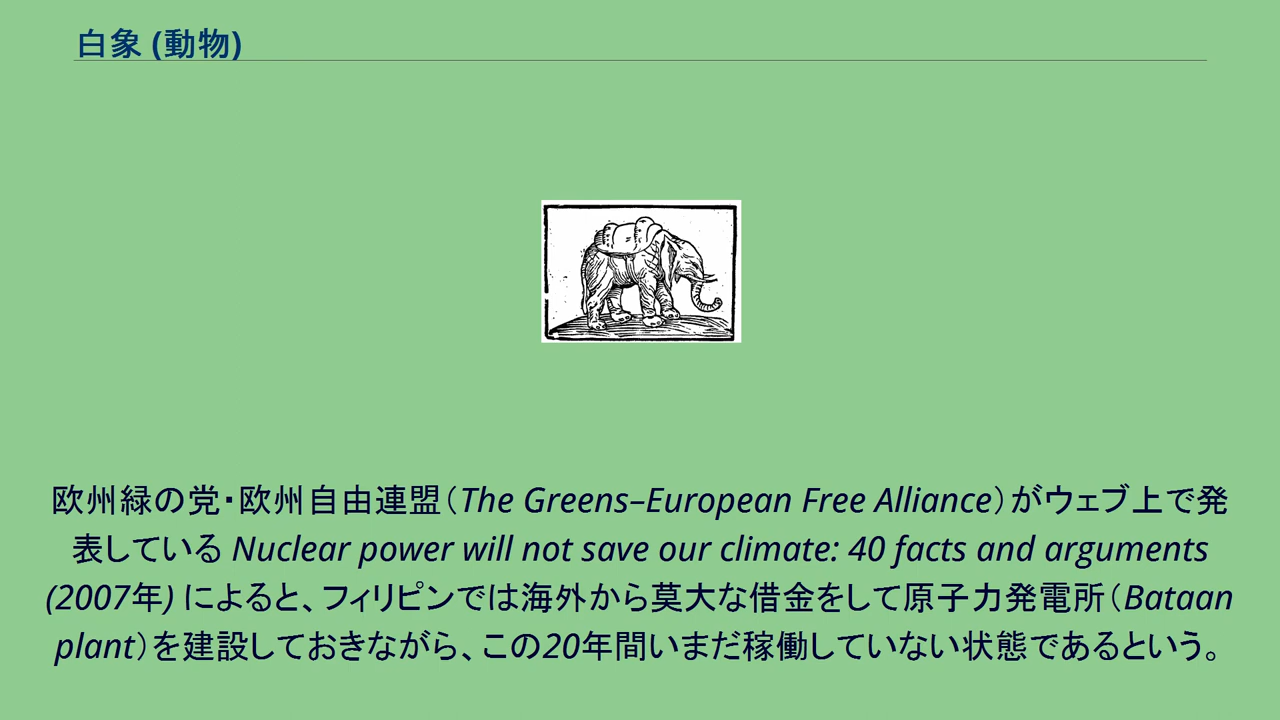 白象 (動物)
欧州緑の党・欧州自由連盟（The Greens–European Free Alliance）がウェブ上で発
表している Nuclear power will not save our climate: 40 facts and arguments
(2007年) によると、フィリピンでは海外から莫大な借金をして原子力発電所（Bataan
plant）を建設しておきながら、この20年間いまだ稼働していない状態であるという。